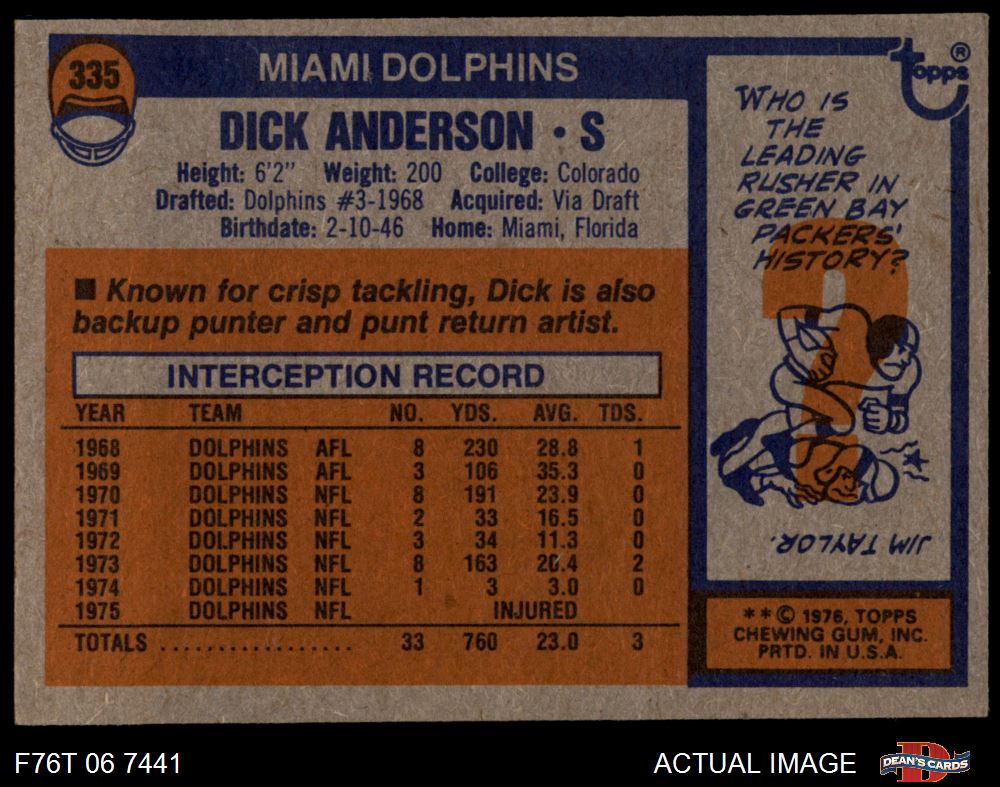 335
MIAMI DOLPHINS
DICK ANDERSON • S
Height: 6'2" Weight: 200 College: Colorado
Drafted: Dolphins #3-1968 Acquired: Via Draft
Birthdate: 2-10-46 Home: Miami, Florida
■ Known for crisp tackling, Dick is also
backup punter and punt return artist.
INTERCEPTION RECORD
YEAR TEAM NO. YDS. AVG. TDS.
1968 DOLPHINS AFL 8 230 28.8 1
1969 DOLPHINS AFL 3 106 35.3 0
1970 DOLPHINS NFL 8 191 23.9 0
1971 DOLPHINS NFL 2 33 16.5 0
1972 DOLPHINS NFL 3 34 11.3 0
1973 DOLPHINS NFL 8 163 20.4 2
1974 DOLPHINS NFL 1 3 3.0 0
1975 DOLPHINS NFL INJURED
TOTALS .................. 33 760 23.0 3
topps®
WHO IS
THE
LEADING
RUSHER IN
GREEN BAY
PACKERS'
HISTORY?
?
JIM TAYLOR.
**© 1976, TOPPS
CHEWING GUM, INC.
PRTD. IN U.S.A.
F76T 06 7441
ACTUAL IMAGE
D
DEAN'S CARDS